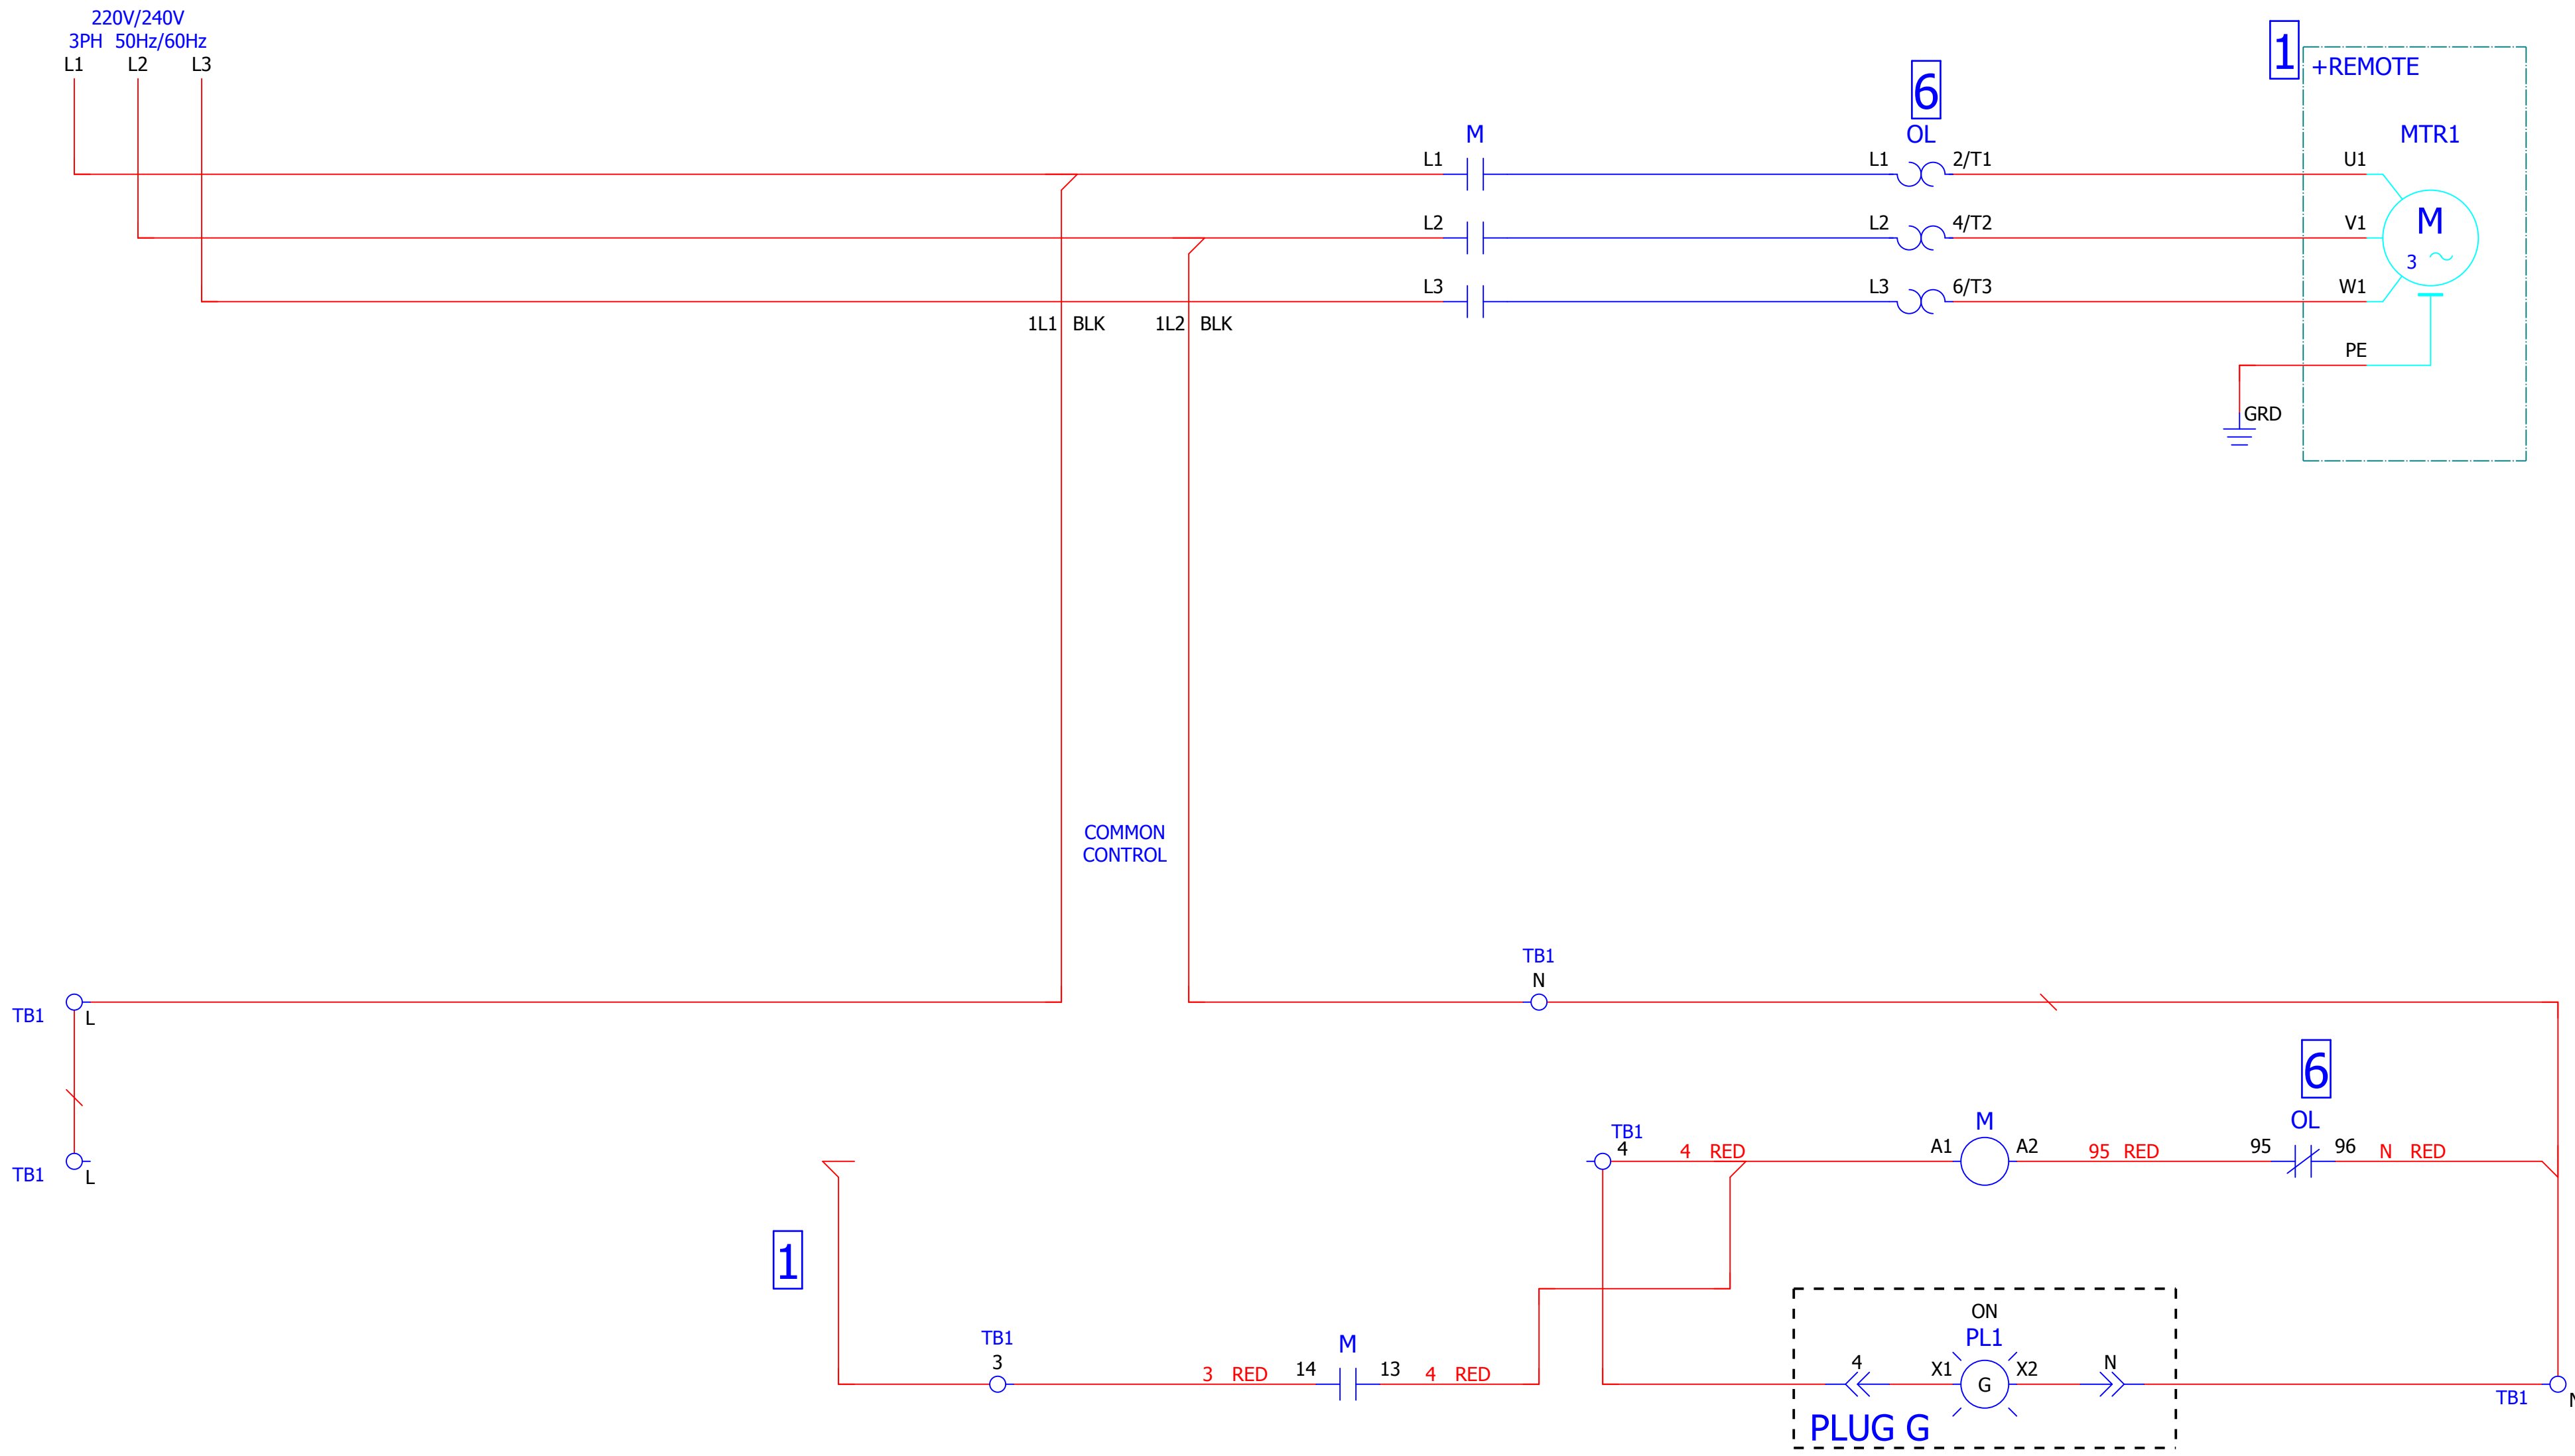 220V/240V
3PH 50Hz/60Hz
L1 L2 L3
1
+REMOTE
6
M OL MTR1
L1 L1 2/T1 U1
L2 L2 4/T2 V1
M
3
L3 L3 6/T3 W1
1L1 BLK 1L2 BLK
PE
GRD
COMMON
CONTROL
TB1
N
TB1 L
6
OL
M
TB1
4
4 RED A1 A2 95 RED 95 96 N RED
TB1 L
1
ON
PL1
TB1 M
3
3 RED 14 13 4 RED
4 X1 G X2 N
TB1
PLUG G